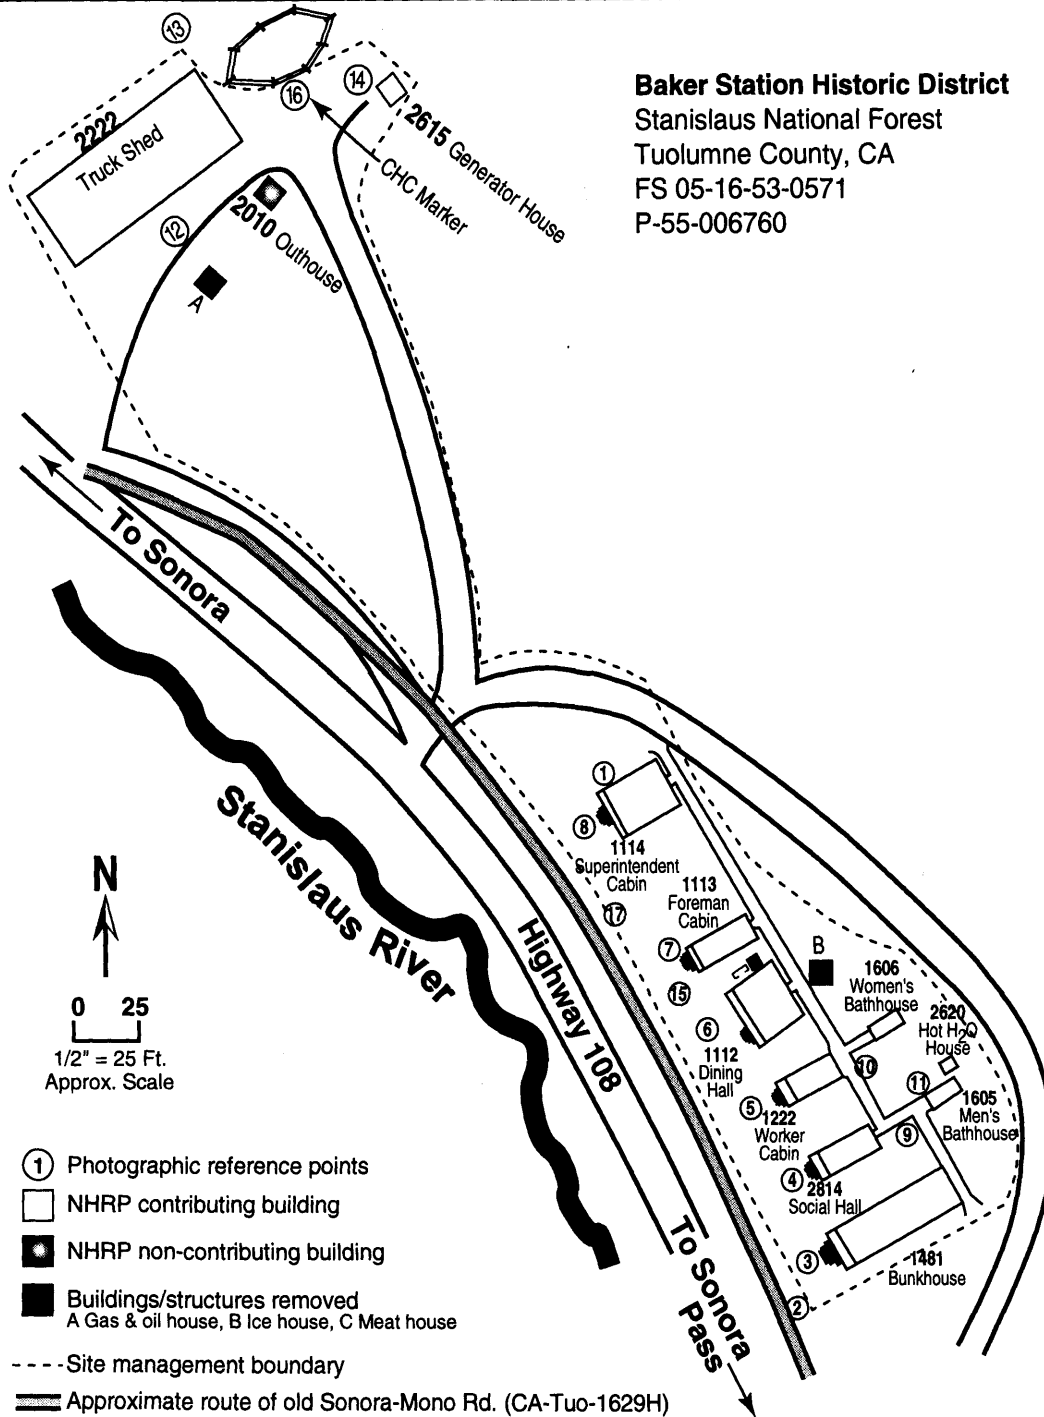 Baker Station Historic District
Stanislaus National Forest
Tuolumne County, CA
FS 05-16-53-0571
P-55-006760
13
14
16
2222
Truck Shed
2615 Generator House
CHC Marker
12
2010 Outhouse
A
To Sonora
Stanislaus River
Highway 108
To Sonora
Pass
1
8
1114
Superintendent
Cabin
17
1113
Foreman
Cabin
7
C
15
B
1606
Women's
Bathhouse
6
1112
Dining
Hall
2620
Hot H2O
House
10
11
5
1222
Worker
Cabin
1605
Men's
Bathhouse
9
4
2814
Social Hall
3
1481
Bunkhouse
2
N
0 25
1/2" = 25 Ft.
Approx. Scale
1 Photographic reference points
NHRP contributing building
NHRP non-contributing building
Buildings/structures removed
A Gas & oil house, B Ice house, C Meat house
Site management boundary
Approximate route of old Sonora-Mono Rd. (CA-Tuo-1629H)